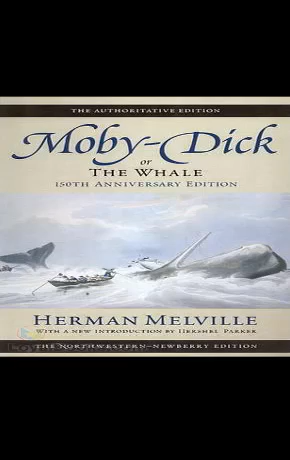 THE AUTHORITATIVE EDITION
Moby-Dick
or
THE WHALE
150TH ANNIVERSARY EDITION
HERMAN MELVILLE
WITH A NEW INTRODUCTION BY HERSHEL PARKER
THE NORTHWESTERN-NEWBERRY EDITION